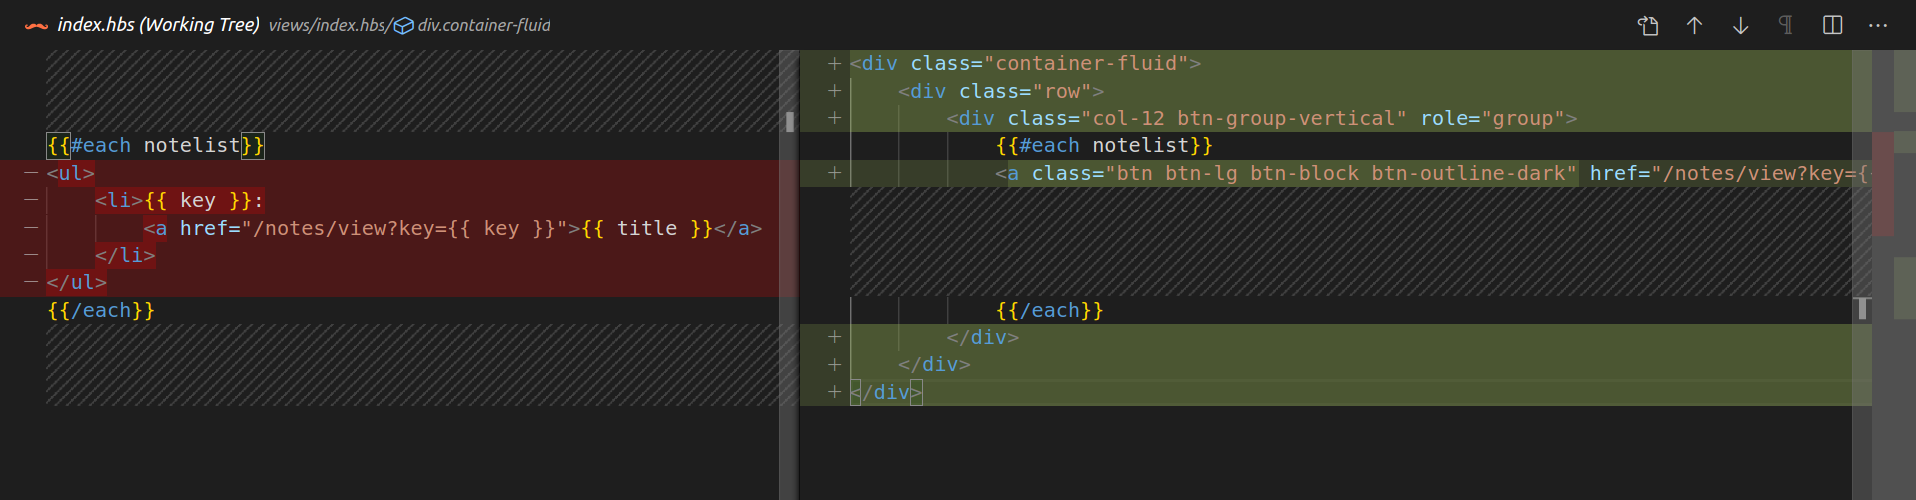 index.hbs (Working Tree) views/index.hbs/ div.container-fluid
{{#each notelist}}
− <ul>
− <li>{{ key }}:
− <a href="/notes/view?key={{ key }}">{{ title }}</a>
− </li>
− </ul>
{{/each}}
+ <div class="container-fluid">
+ <div class="row">
+ <div class="col-12 btn-group-vertical" role="group">
{{#each notelist}}
+ <a class="btn btn-lg btn-block btn-outline-dark" href="/notes/view?key={
{{/each}}
+ </div>
+ </div>
+ </div>